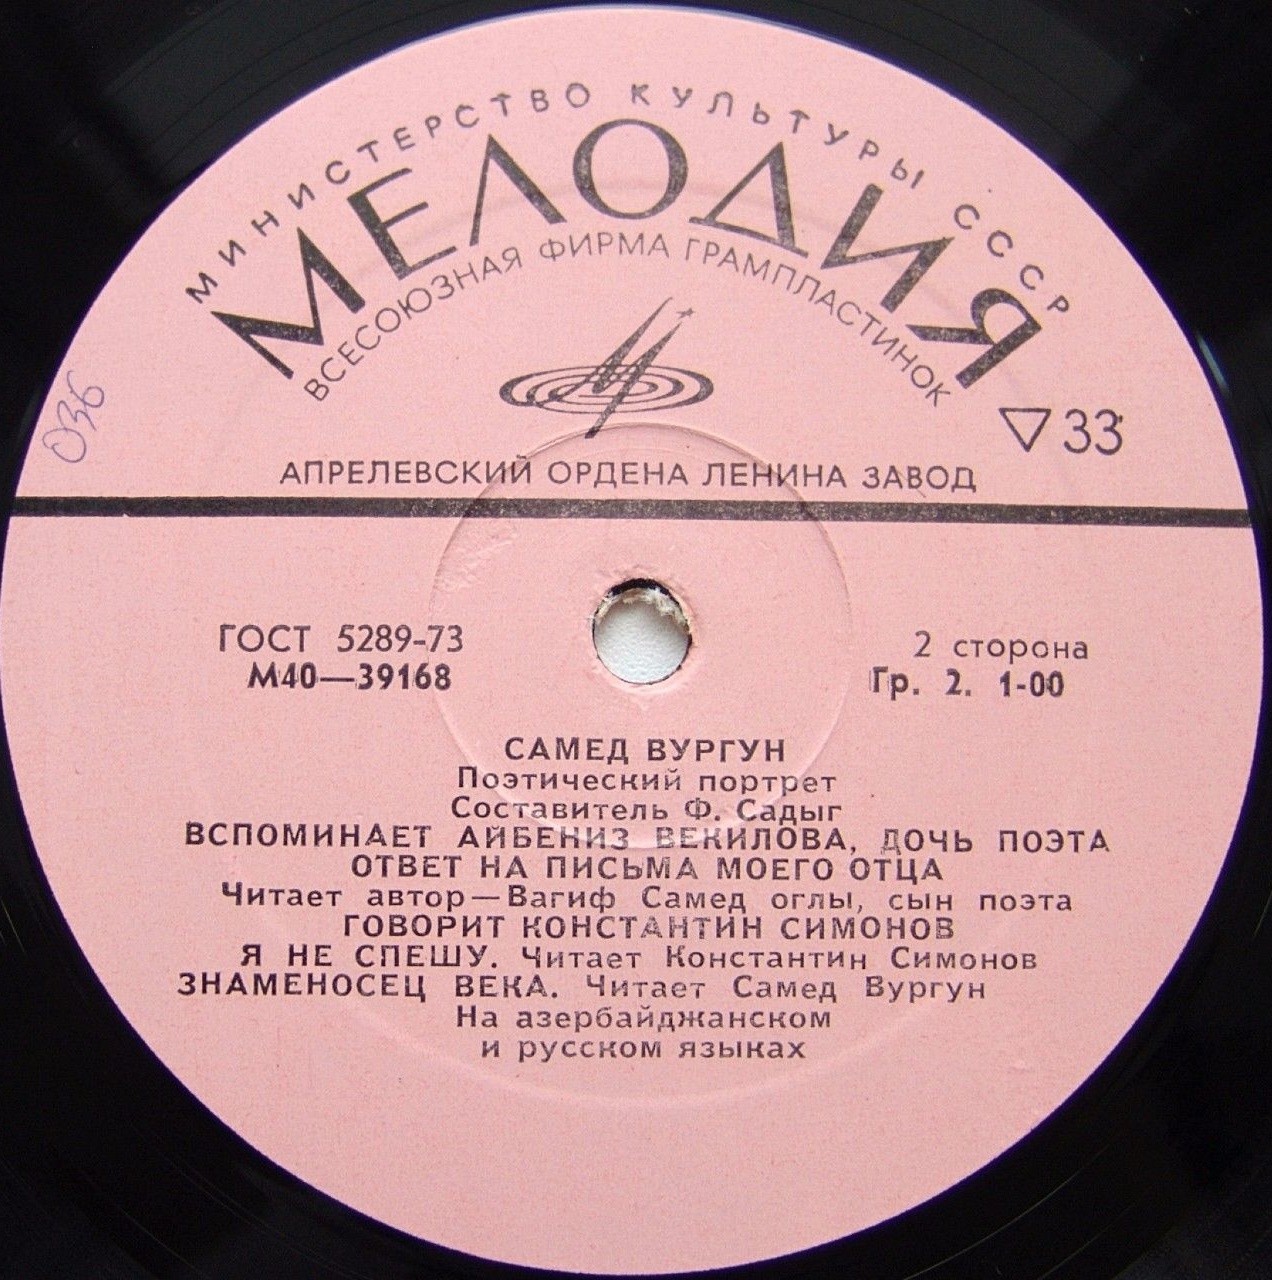 МИНИСТЕРСТВО КУЛЬТУРЫ СССР
МЕЛОДИЯ
ВСЕСОЮЗНАЯ ФИРМА ГРАМПЛАСТИНОК
036
▽33
АПРЕЛЕВСКИЙ ОРДЕНА ЛЕНИНА ЗАВОД
ГОСТ 5289-73
М40—39168
2 сторона
Гр. 2. 1-00
САМЕД ВУРГУН
Поэтический портрет
Составитель Ф. Садыг
ВСПОМИНАЕТ АЙБЕНИЗ ВЕКИЛОВА, ДОЧЬ ПОЭТА
ОТВЕТ НА ПИСЬМА МОЕГО ОТЦА
Читает автор—Вагиф Самед оглы, сын поэта
ГОВОРИТ КОНСТАНТИН СИМОНОВ
Я НЕ СПЕШУ. Читает Константин Симонов
ЗНАМЕНОСЕЦ ВЕКА. Читает Самед Вургун
На азербайджанском
и русском языках